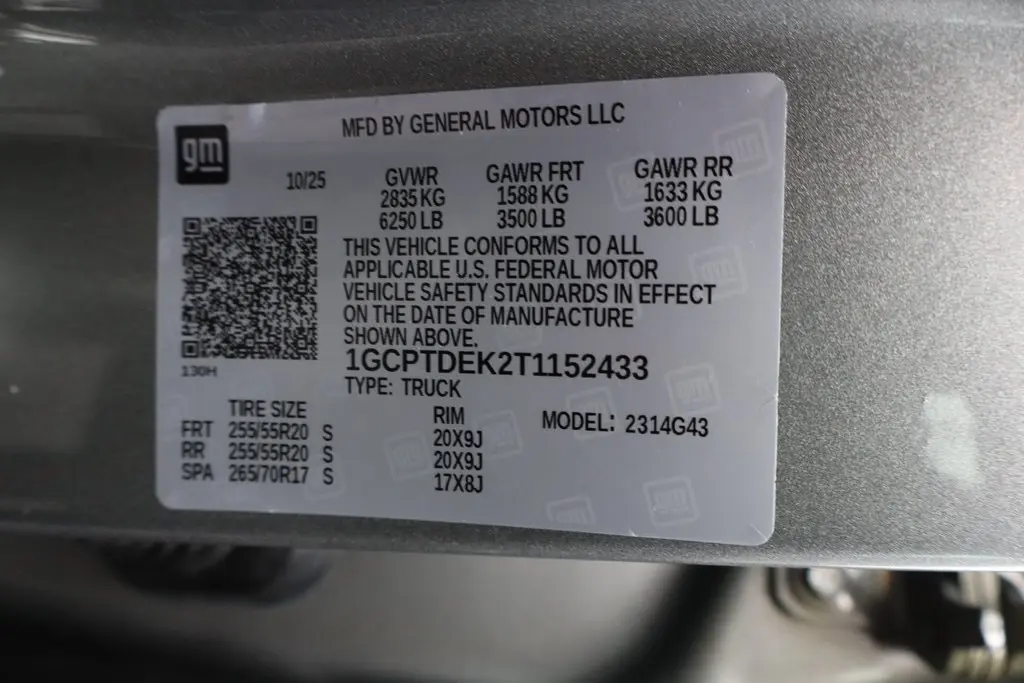 MFD BY GENERAL MOTORS LLC
gm
10/25 GVWR GAWR FRT GAWR RR
2835 KG 1588 KG 1633 KG
6250 LB 3500 LB 3600 LB
THIS VEHICLE CONFORMS TO ALL
APPLICABLE U.S. FEDERAL MOTOR
VEHICLE SAFETY STANDARDS IN EFFECT
ON THE DATE OF MANUFACTURE
SHOWN ABOVE.
130H
1GCPTDEK2T1152433
TYPE: TRUCK
TIRE SIZE RIM MODEL: 2314G43
FRT 255/55R20 S 20X9J
RR 255/55R20 S 20X9J
SPA 265/70R17 S 17X8J